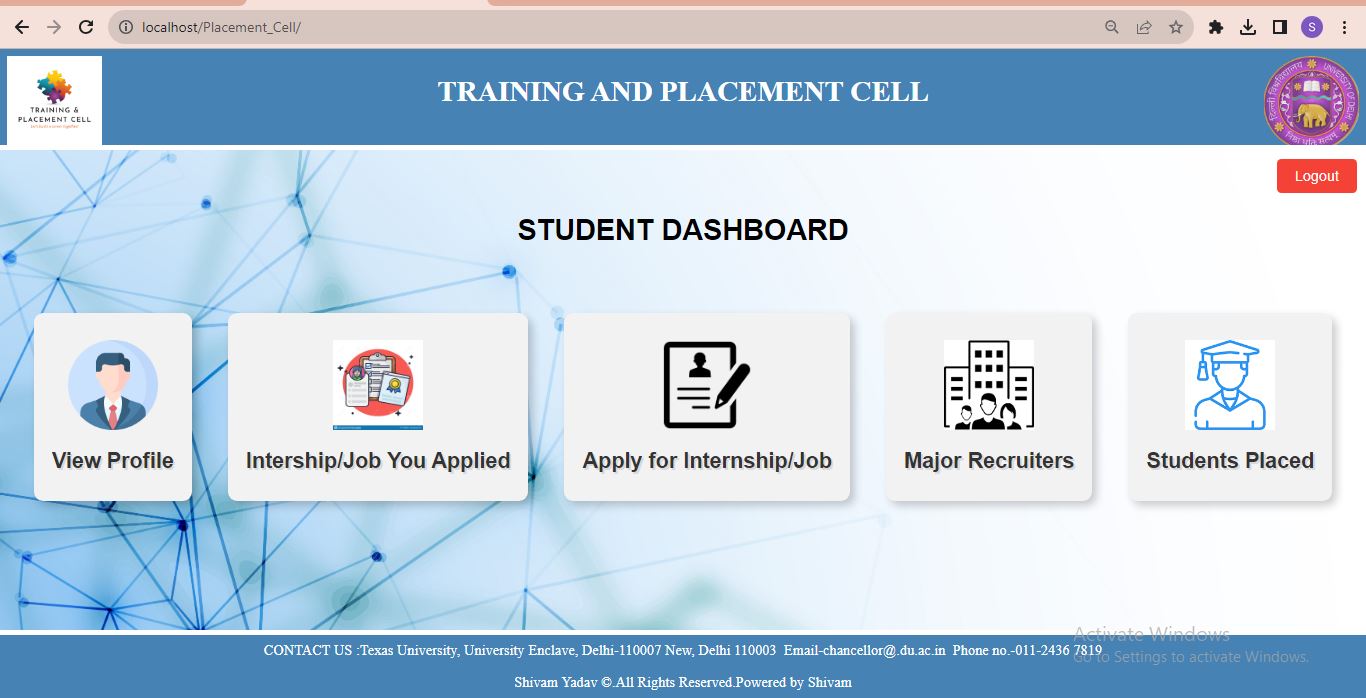 localhost/Placement_Cell/
S
TRAINING &
PLACEMENT CELL
TRAINING AND PLACEMENT CELL
UNIVERSITY OF DELHI
Logout
STUDENT DASHBOARD
View Profile
Intership/Job You Applied
Apply for Internship/Job
Major Recruiters
Students Placed
Activate Windows
CONTACT US :Texas University, University Enclave, Delhi-110007 New, Delhi 110003 Email-chancellor@.du.ac.in Phone no.-011-2436 7819
Go to Settings to activate Windows.
Shivam Yadav ©.All Rights Reserved.Powered by Shivam